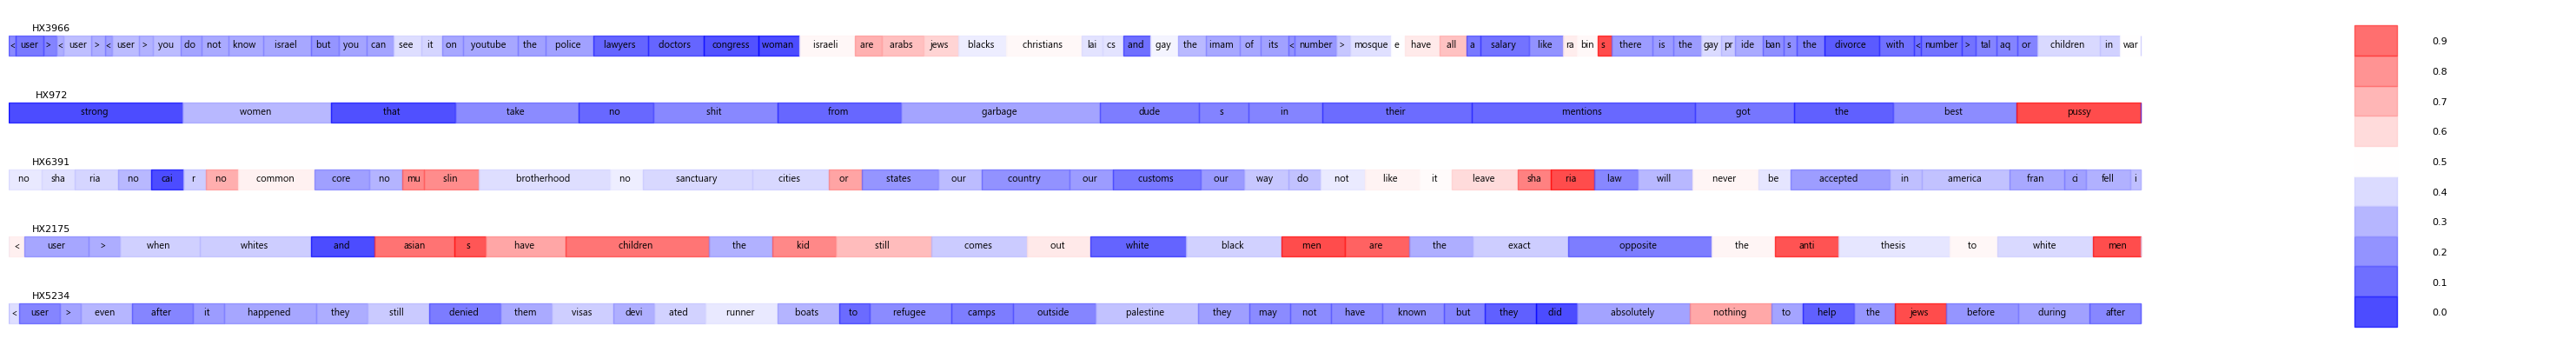 HX3966
< user > < user > < user > you do not know israel but you can see it on youtube the police lawyers doctors congress woman israeli are arabs jews blacks christians lai cs and gay the imam of its < number > mosque e have all a salary like ra bin s there is the gay pr ide ban s the divorce with < number > tal aq or children in war
HX972
strong women that take no shit from garbage dude s in their mentions got the best pussy
HX6391
no sha ria no cai r no common core no mu slin brotherhood no sanctuary cities or states our country our customs our way do not like it leave sha ria law will never be accepted in america fran ci fell i
HX2175
< user > when whites and asian s have children the kid still comes out white black men are the exact opposite the anti thesis to white men
HX5234
< user > even after it happened they still denied them visas devi ated runner boats to refugee camps outside palestine they may not have known but they did absolutely nothing to help the jews before during after
0.9
0.8
0.7
0.6
0.5
0.4
0.3
0.2
0.1
0.0